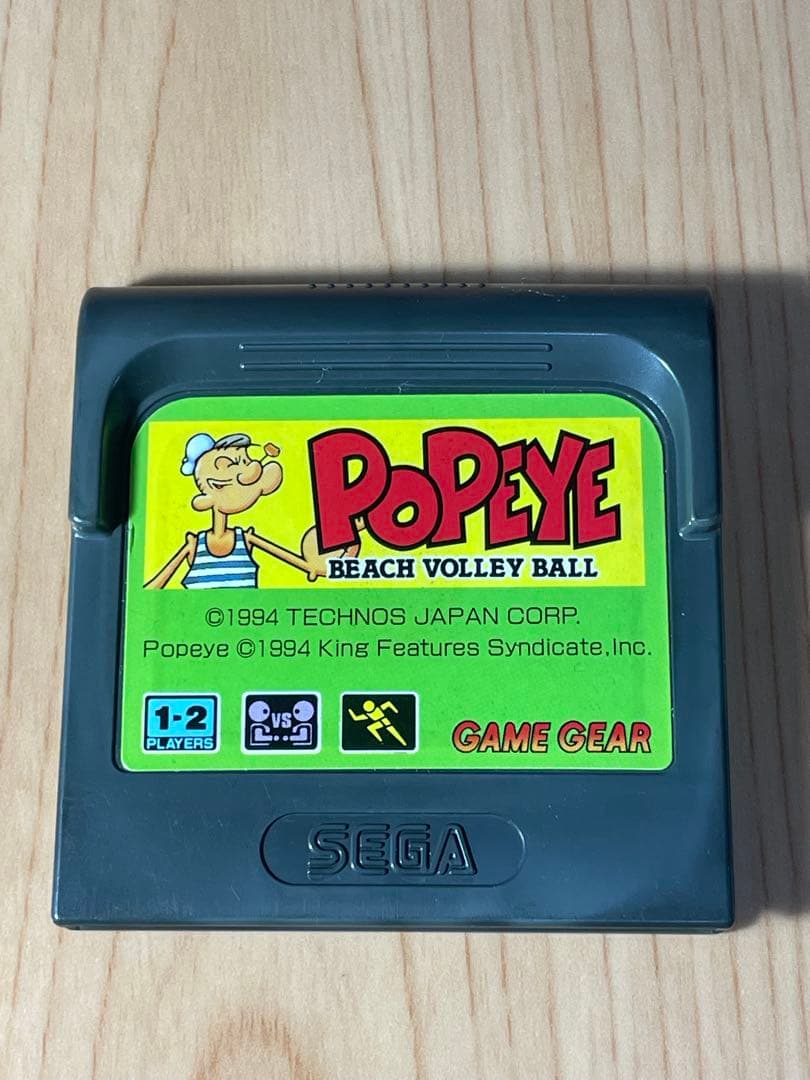 POPEYE
BEACH VOLLEY BALL
©1994 TECHNOS JAPAN CORP.
Popeye ©1994 King Features Syndicate,Inc.
1-2
PLAYERS
VS
GAME GEAR
SEGA